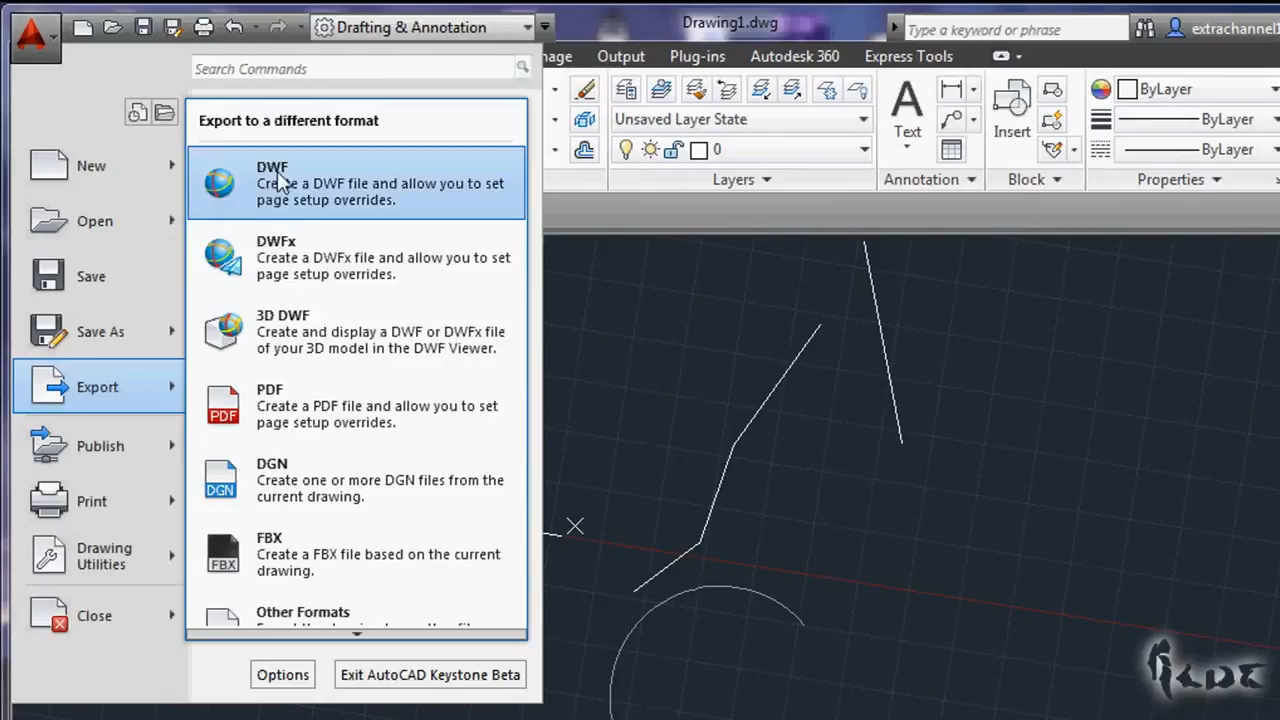 Drafting & Annotation
Drawing1.dwg
Type a keyword or phrase
extrachannel1
Search Commands
nage
Output
Plug-ins
Autodesk 360
Express Tools
Export to a different format
New
Open
Save
Save As
Export
Publish
Print
Drawing
Utilities
Close
DWF
Create a DWF file and allow you to set
page setup overrides.
DWFx
Create a DWFx file and allow you to set
page setup overrides.
3D DWF
Create and display a DWF or DWFx file
of your 3D model in the DWF Viewer.
PDF
PDF
Create a PDF file and allow you to set
page setup overrides.
DGN
DGN
Create one or more DGN files from the
current drawing.
FBX
FBX
Create a FBX file based on the current
drawing.
Other Formats
Options
Exit AutoCAD Keystone Beta
Unsaved Layer State
0
Layers
Text
Annotation
Insert
Block
ByLayer
ByLayer
ByLayer
Properties